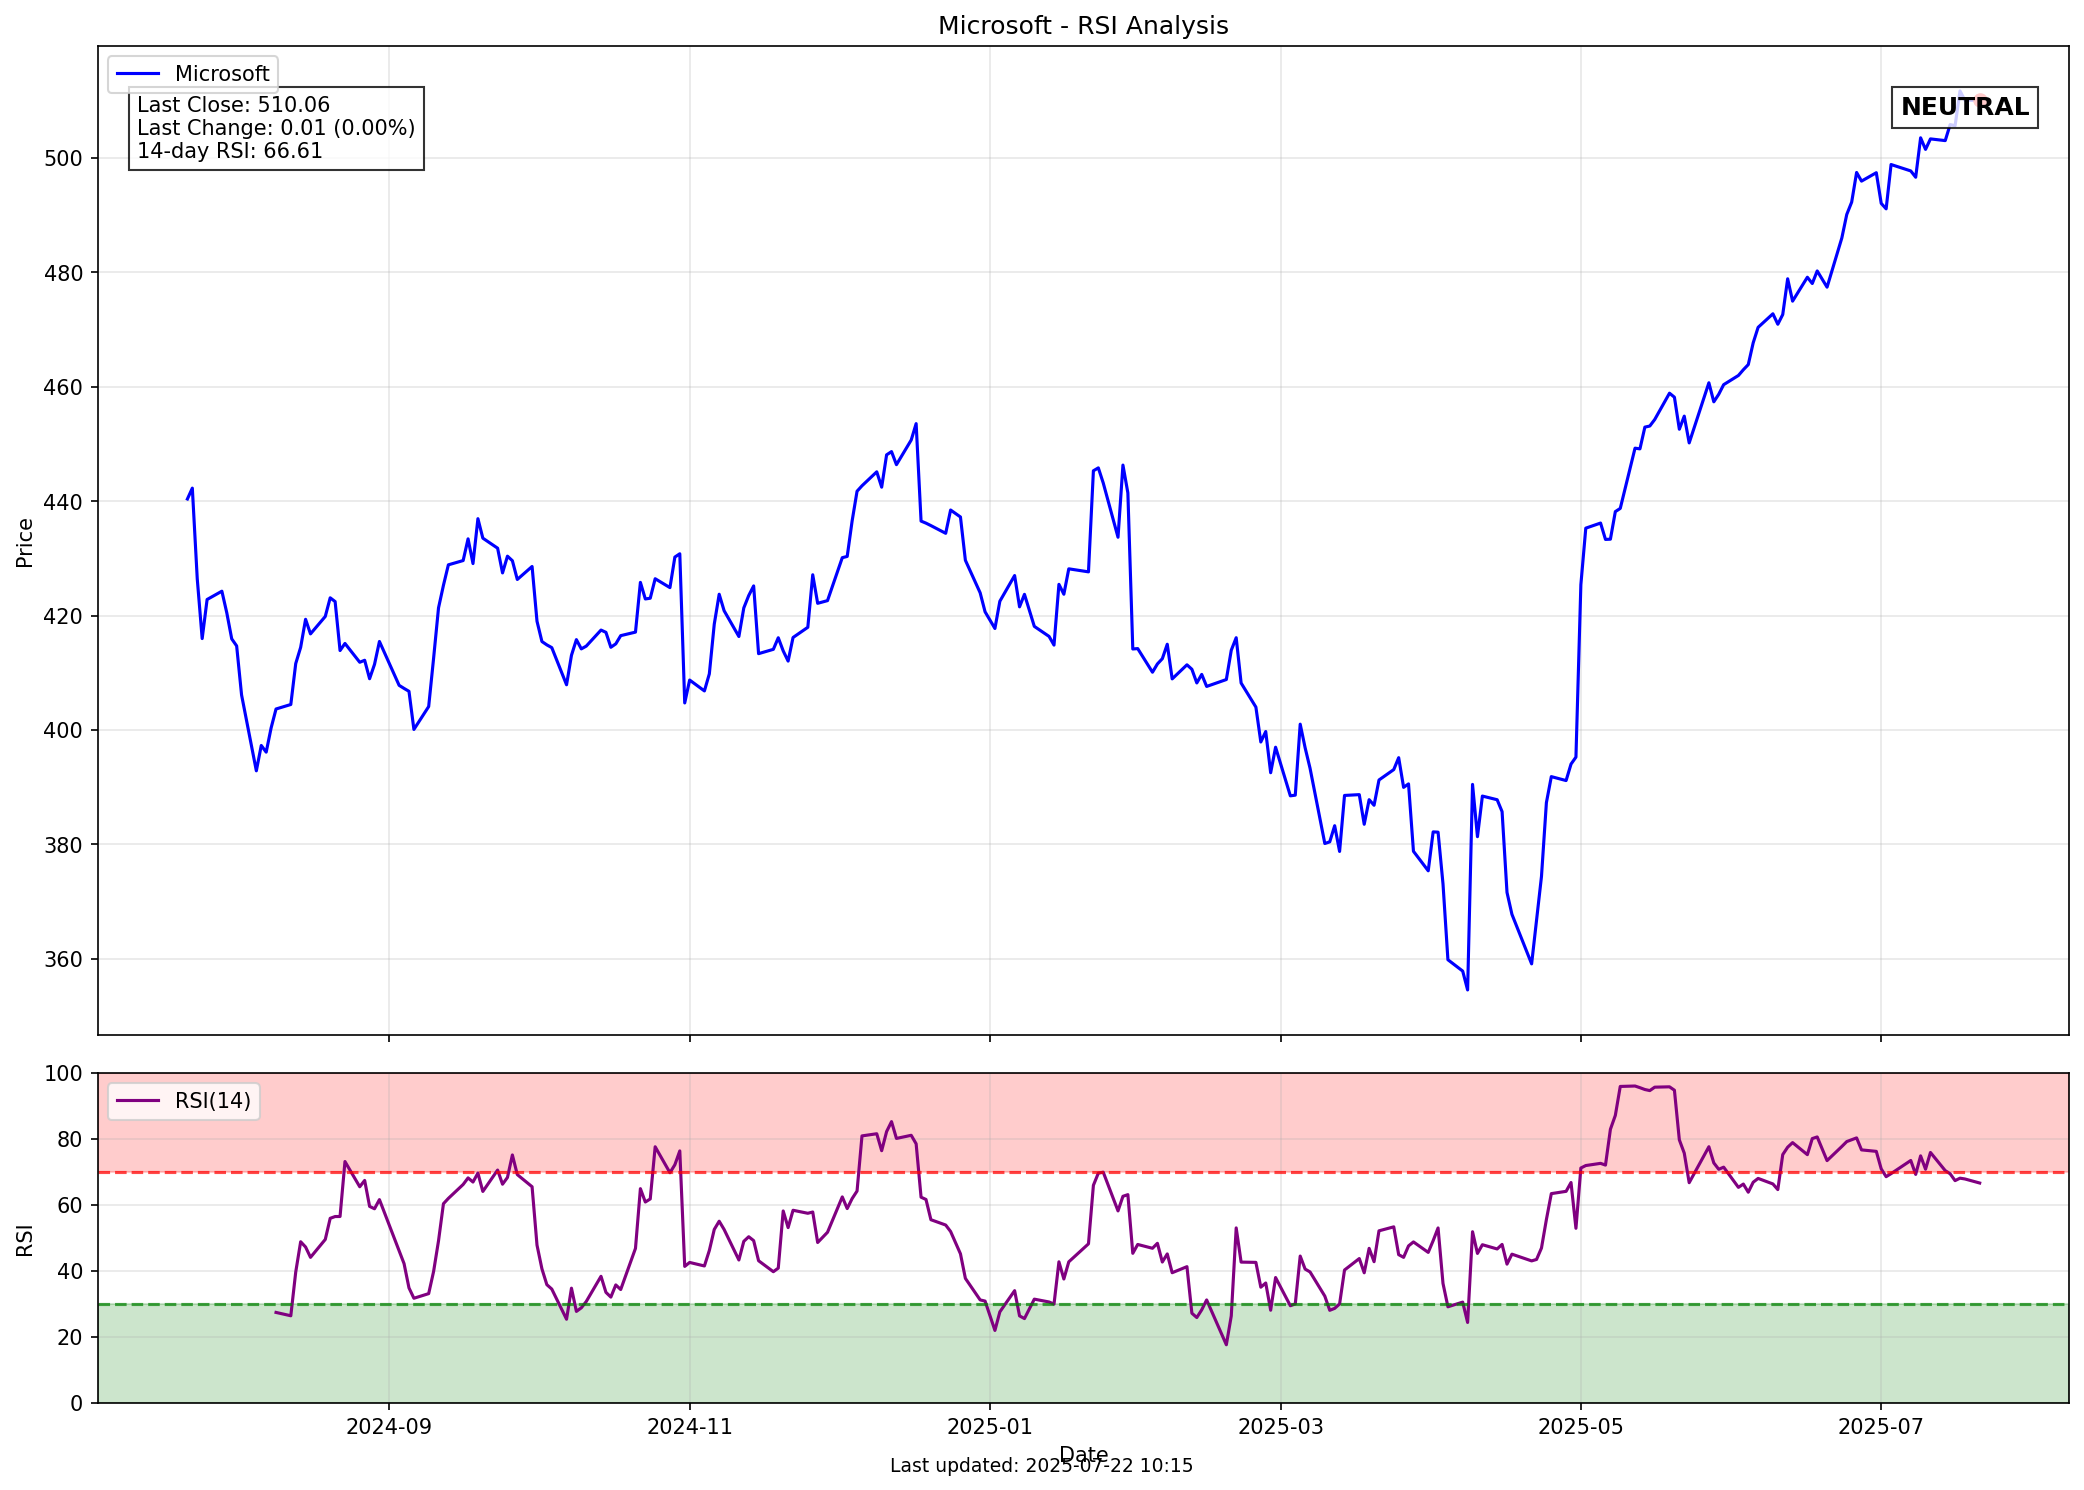 Microsoft - RSI Analysis
Microsoft
Last Close: 510.06
Last Change: 0.01 (0.00%)
14-day RSI: 66.61
NEUTRAL
Price
500
480
460
440
420
400
380
360
RSI(14)
RSI
100
80
60
40
20
0
2024-09 2024-11 2025-01 2025-03 2025-05 2025-07
Date
Last updated: 2025-07-22 10:15